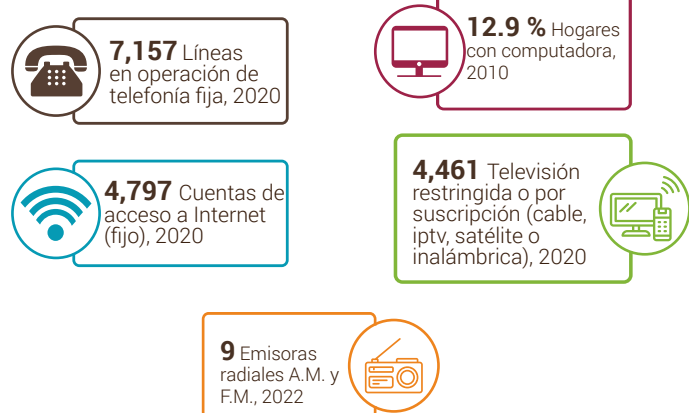 7,157 Líneas
en operación de
telefonía fija, 2020
12.9 % Hogares
con computadora,
2010
4,797 Cuentas de
acceso a Internet
(fijo), 2020
4,461 Televisión
restringida o por
suscripción (cable,
iptv, satélite o
inalámbrica), 2020
9 Emisoras
radiales A.M. y
F.M., 2022